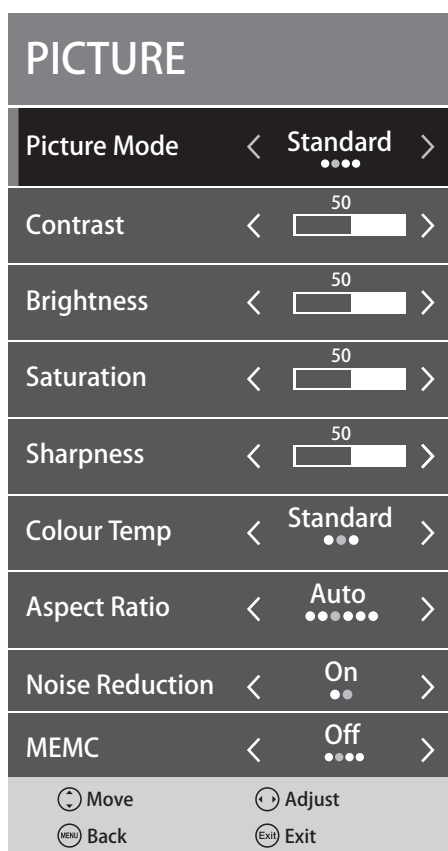 PICTURE
Picture Mode Standard
Contrast 50
Brightness 50
Saturation 50
Sharpness 50
Colour Temp Standard
Aspect Ratio Auto
Noise Reduction On
MEMC Off
Move Adjust
MENU Back Exit Exit